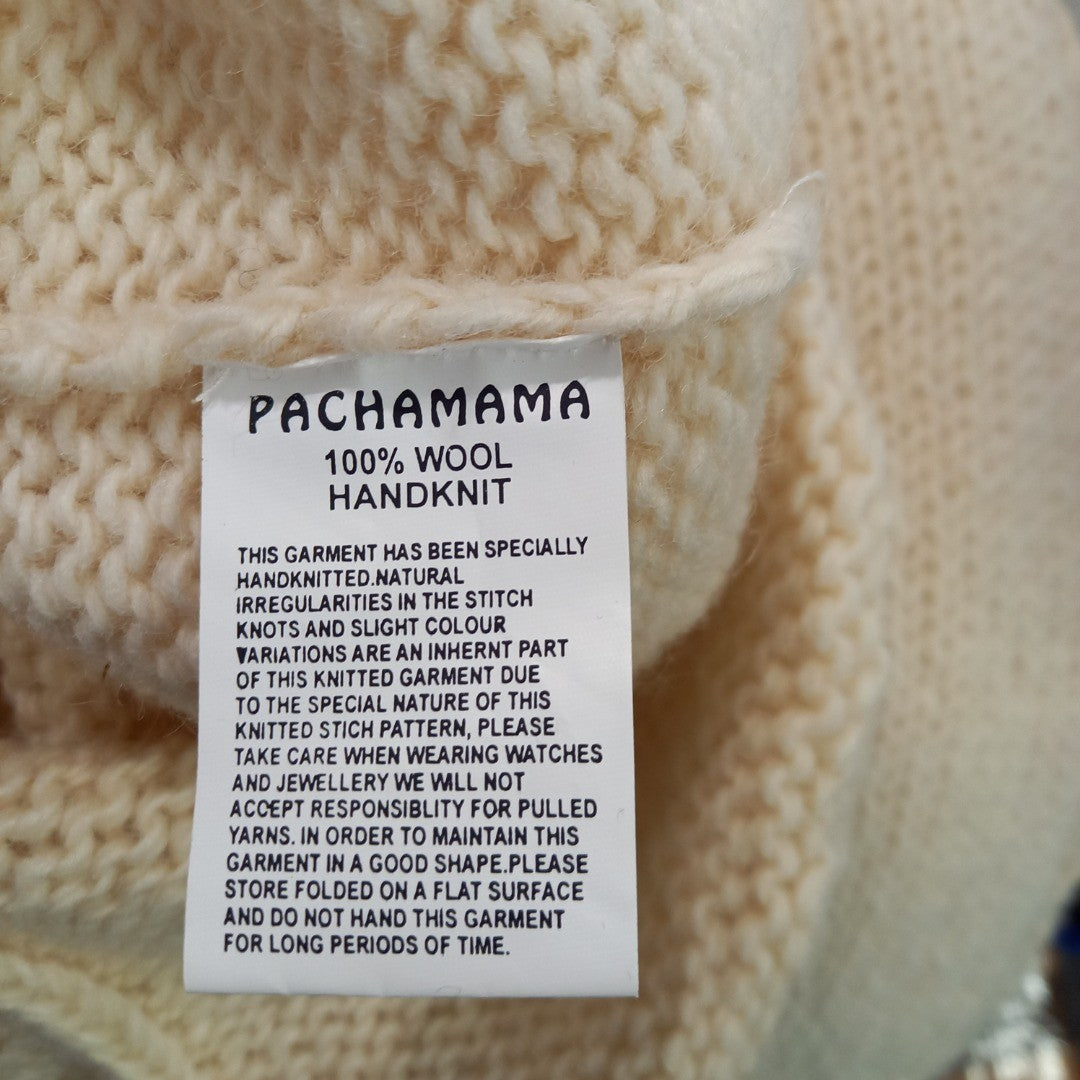 PACHAMAMA
100% WOOL
HANDKNIT
THIS GARMENT HAS BEEN SPECIALLY
HANDKNITTED.NATURAL
IRREGULARITIES IN THE STITCH
KNOTS AND SLIGHT COLOUR
VARIATIONS ARE AN INHERNT PART
OF THIS KNITTED GARMENT DUE
TO THE SPECIAL NATURE OF THIS
KNITTED STICH PATTERN, PLEASE
TAKE CARE WHEN WEARING WATCHES
AND JEWELLERY WE WILL NOT
ACCEPT RESPONSIBLITY FOR PULLED
YARNS. IN ORDER TO MAINTAIN THIS
GARMENT IN A GOOD SHAPE.PLEASE
STORE FOLDED ON A FLAT SURFACE
AND DO NOT HAND THIS GARMENT
FOR LONG PERIODS OF TIME.